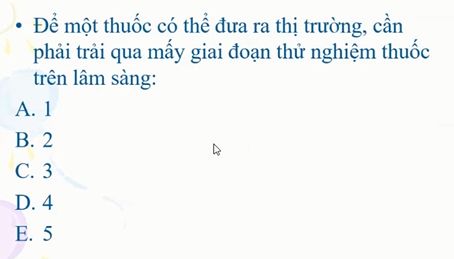 • Để một thuốc có thể đưa ra thị trường, cần
phải trải qua mấy giai đoạn thử nghiệm thuốc
trên lâm sàng:
A. 1
B. 2
C. 3
D. 4
E. 5